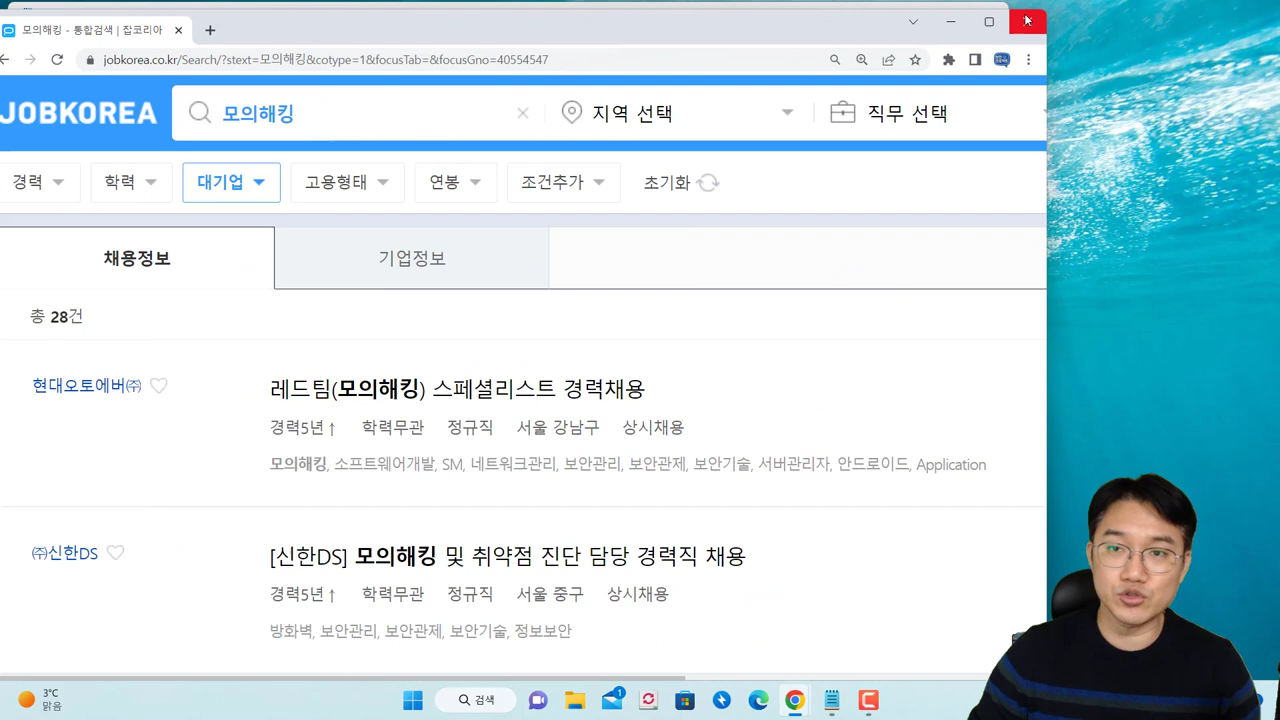 모의해킹 - 통합검색 | 잡코리아
jobkorea.co.kr/Search/?stext=모의해킹&cotype=1&focusTab=&focusGno=40554547
JOBKOREA
모의해킹
지역 선택
직무 선택
경력
학력
대기업
고용형태
연봉
조건추가
초기화
채용정보
기업정보
총 28건
현대오토에버㈜
레드팀(모의해킹) 스페셜리스트 경력채용
경력5년↑ 학력무관 정규직 서울 강남구 상시채용
모의해킹, 소프트웨어개발, SM, 네트워크관리, 보안관리, 보안관제, 보안기술, 서버관리자, 안드로이드, Application
㈜신한DS
[신한DS] 모의해킹 및 취약점 진단 담당 경력직 채용
경력5년↑ 학력무관 정규직 서울 중구 상시채용
방화벽, 보안관리, 보안관제, 보안기술, 정보보안
3°C
맑음
검색
1